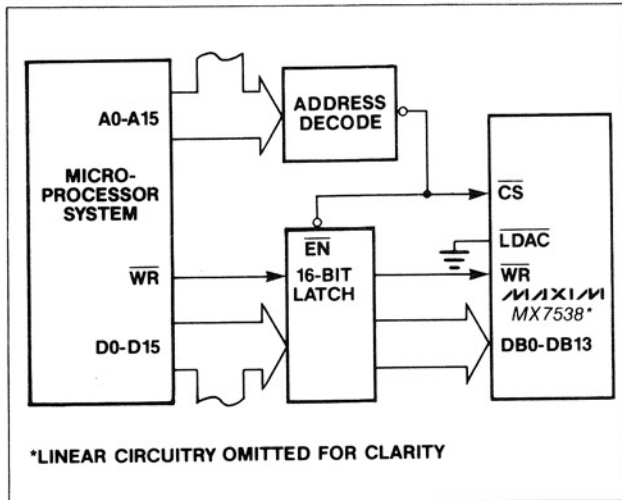 A0-A15
MICRO-
PROCESSOR
SYSTEM
WR
D0-D15
ADDRESS
DECODE
EN
16-BIT
LATCH
CS
LDAC
WR
MAXIM
MX7538*
DB0-DB13
*LINEAR CIRCUITRY OMITTED FOR CLARITY